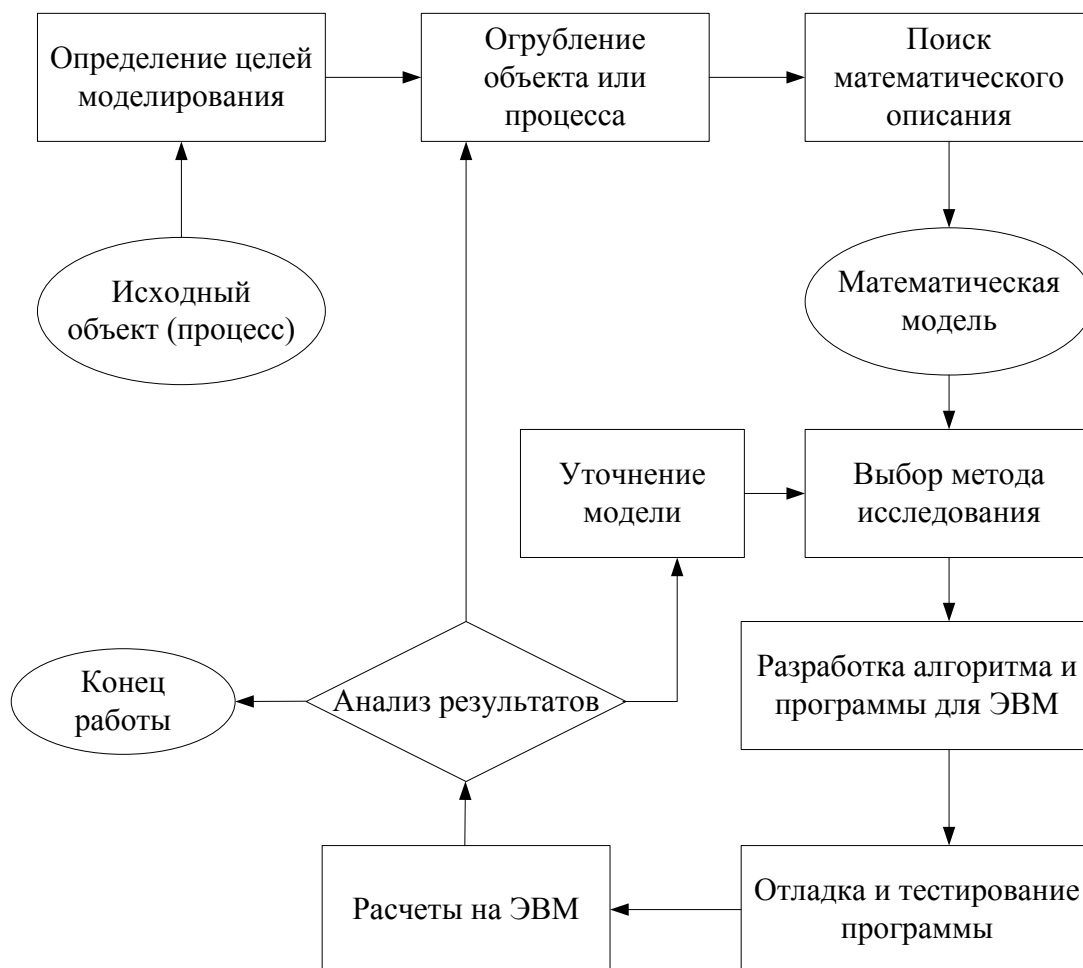 Определение целей
моделирования
Огрубление
объекта или
процесса
Поиск
математического
описания
Исходный
объект (процесс)
Математическая
модель
Уточнение
модели
Выбор метода
исследования
Конец
работы
Анализ результатов
Разработка алгоритма и
программы для ЭВМ
Расчеты на ЭВМ
Отладка и тестирование
программы